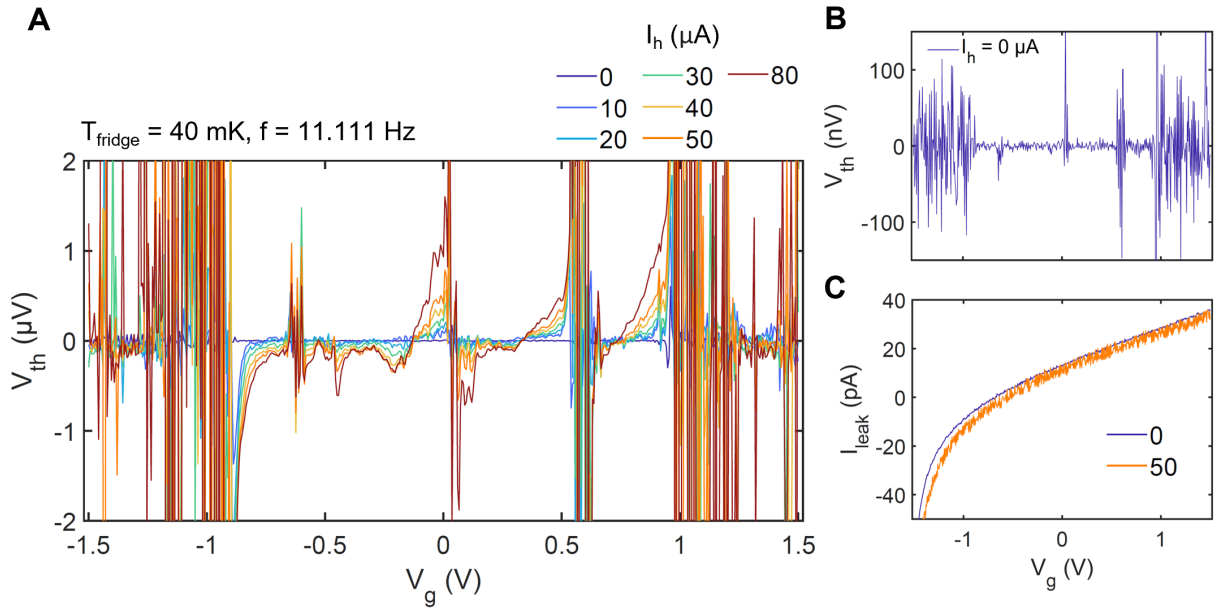 A
I_h (μA)
0 30 80
10 40
20 50
T_fridge = 40 mK, f = 11.111 Hz
V_th (μV)
2
1
0
-1
-2
-1.5 -1 -0.5 0 0.5 1 1.5
V_g (V)
B
I_h = 0 μA
V_th (nV)
100
0
-100
C
I_leak (pA)
40
20
0
-20
-40
0
50
-1 0 1
V_g (V)